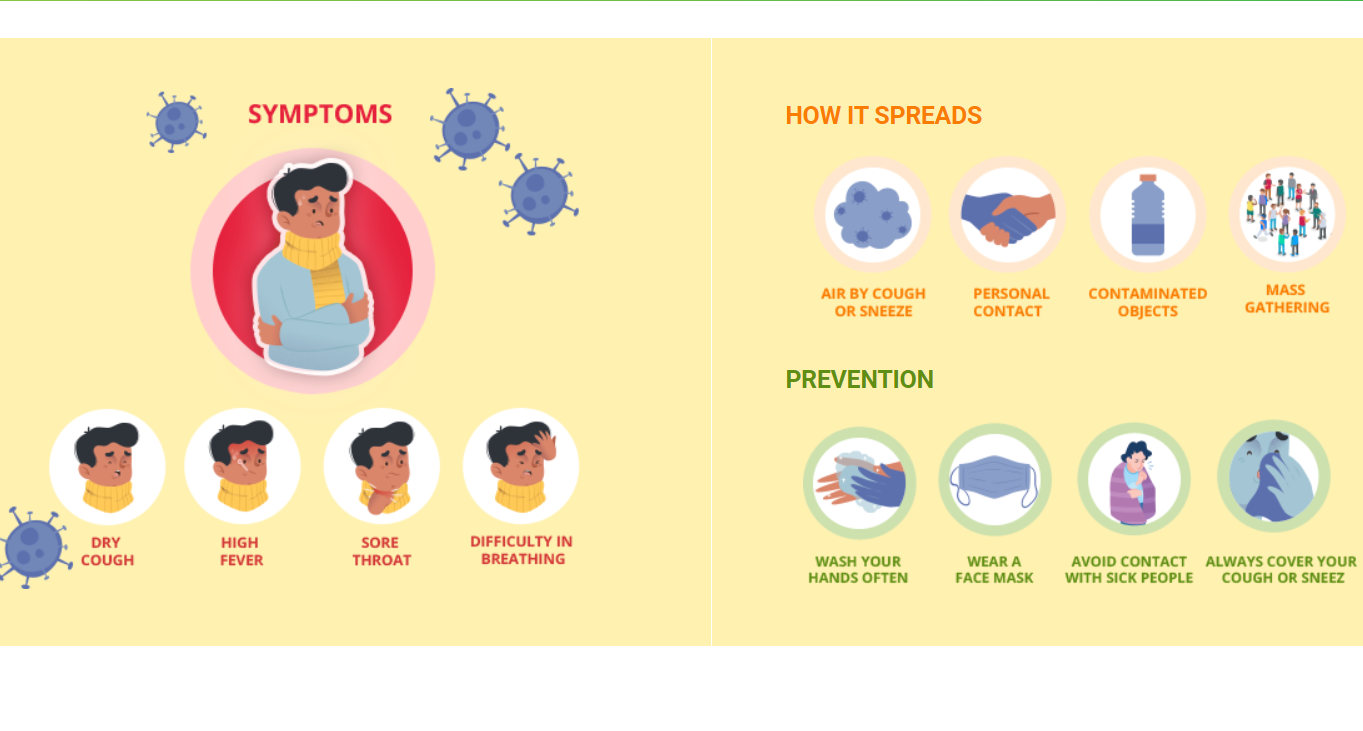 SYMPTOMS
DRY
COUGH
HIGH
FEVER
SORE
THROAT
DIFFICULTY IN
BREATHING
HOW IT SPREADS
AIR BY COUGH
OR SNEEZE
PERSONAL
CONTACT
CONTAMINATED
OBJECTS
MASS
GATHERING
PREVENTION
WASH YOUR
HANDS OFTEN
WEAR A
FACE MASK
AVOID CONTACT
WITH SICK PEOPLE
ALWAYS COVER YOUR
COUGH OR SNEEZ